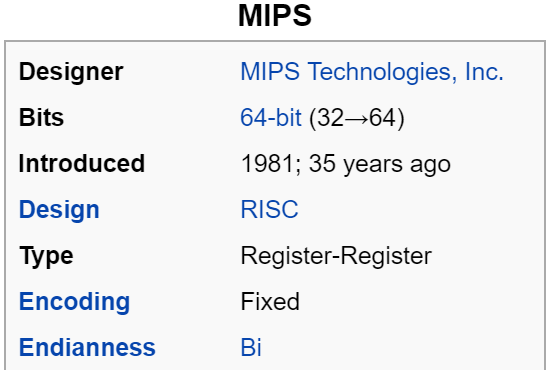 MIPS
Designer MIPS Technologies, Inc.
Bits 64-bit (32→64)
Introduced 1981; 35 years ago
Design RISC
Type Register-Register
Encoding Fixed
Endianness Bi